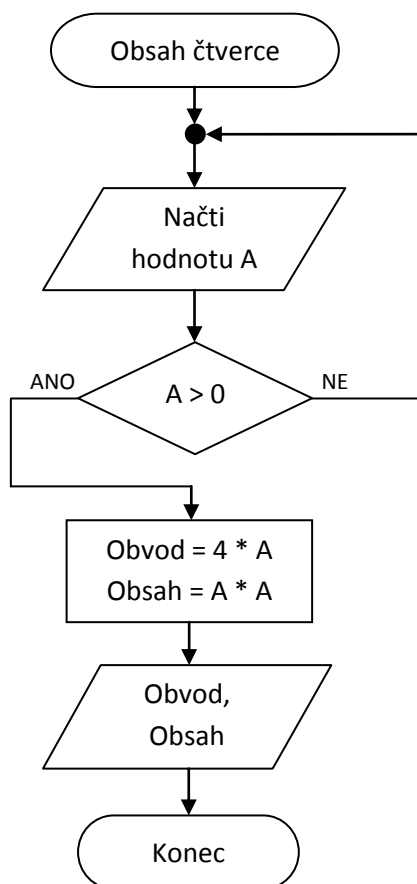 Obsah čtverce
Načti
hodnotu A
ANO
A > 0
NE
Obvod = 4 * A
Obsah = A * A
Obvod,
Obsah
Konec